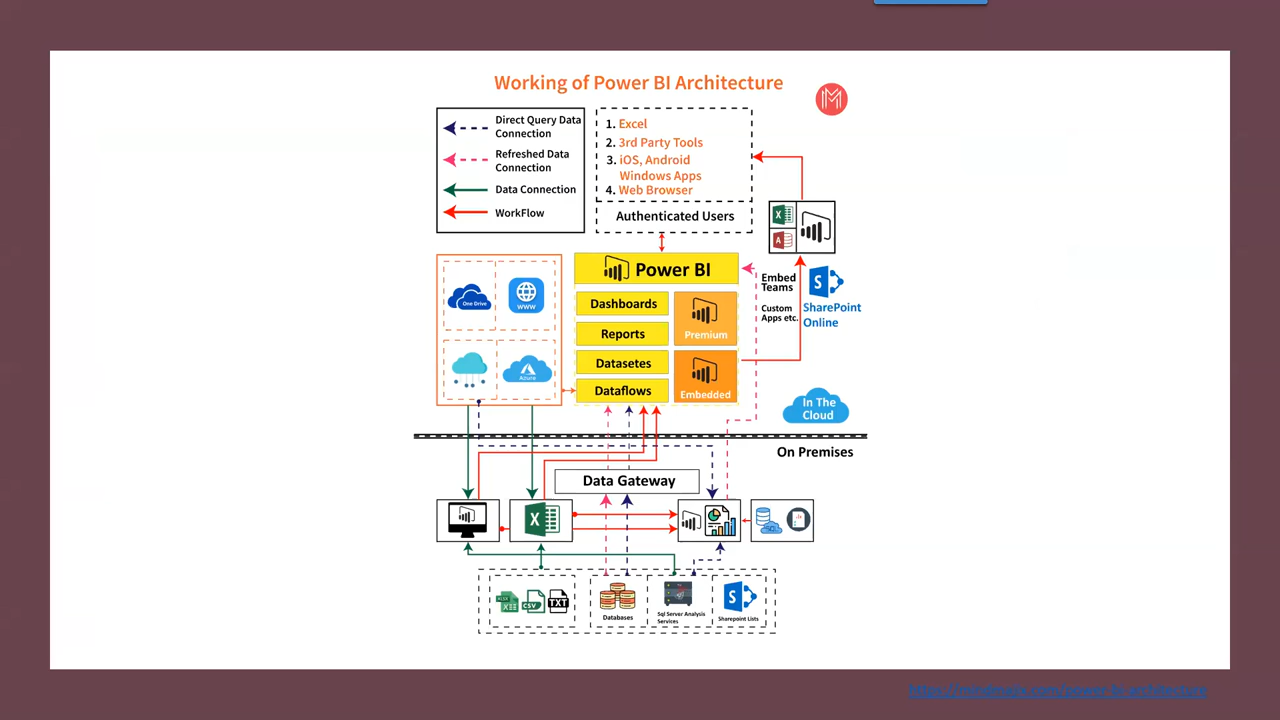 Working of Power BI Architecture
Direct Query Data
Connection
Refreshed Data
Connection
Data Connection
WorkFlow
1. Excel
2. 3rd Party Tools
3. iOS, Android
Windows Apps
4. Web Browser
Authenticated Users
One Drive
WWW
Azure
Power BI
Dashboards
Reports
Datasetes
Dataflows
Premium
Embedded
Embed
Teams
Custom
Apps etc.
SharePoint
Online
In The
Cloud
On Premises
Data Gateway
XLSX
CSV
TXT
Databases
Sql Server Analysis
Services
Sharepoint Lists